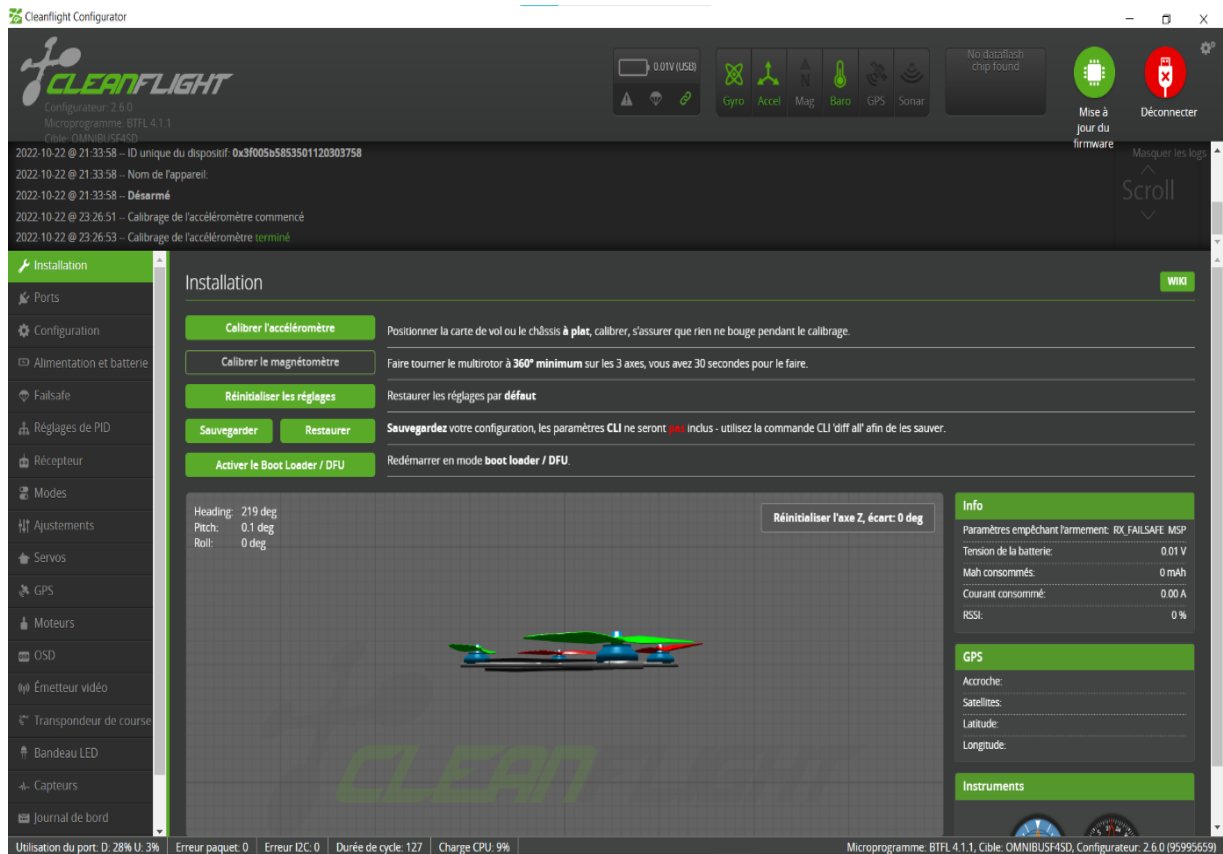 Cleanflight Configurator
CLEANFLIGHT
Configurateur: 2.6.0
Microprogramme: BTFL 4.1.1
Cible: OMNIBUSF4SD
0.01V (USB)
Gyro Accel Mag Baro GPS Sonar
No dataflash
chip found
Mise à
jour du
firmware
Déconnecter
2022-10-22 @ 21:33:58 -- ID unique du dispositif: 0x3f005b5853501120303758
2022-10-22 @ 21:33:58 -- Nom de l'appareil:
2022-10-22 @ 21:33:58 -- Désarmé
2022-10-22 @ 23:26:51 -- Calibrage de l'accéléromètre commencé
2022-10-22 @ 23:26:53 -- Calibrage de l'accéléromètre terminé
Masquer les logs
Scroll
Installation
Ports
Configuration
Alimentation et batterie
Failsafe
Réglages de PID
Récepteur
Modes
Ajustements
Servos
GPS
Moteurs
OSD
Émetteur vidéo
Transpondeur de course
Bandeau LED
Capteurs
Journal de bord
Installation
WIKI
Calibrer l'accéléromètre
Positionner la carte de vol ou le châssis à plat, calibrer, s'assurer que rien ne bouge pendant le calibrage.
Calibrer le magnétomètre
Faire tourner le multirotor à 360° minimum sur les 3 axes, vous avez 30 secondes pour le faire.
Réinitialiser les réglages
Restaurer les réglages par défaut
Sauvegarder
Restaurer
Sauvegardez votre configuration, les paramètres CLI ne seront pas inclus - utilisez la commande CLI 'diff all' afin de les sauver.
Activer le Boot Loader / DFU
Redémarrer en mode boot loader / DFU.
Heading: 219 deg
Pitch: 0.1 deg
Roll: 0 deg
Réinitialiser l'axe Z, écart: 0 deg
CLEAN
Info
Paramètres empêchant l'armement: RX_FAILSAFE MSP
Tension de la batterie: 0.01 V
Mah consommés: 0 mAh
Courant consommé: 0.00 A
RSSI: 0 %
GPS
Accroche:
Satellites:
Latitude:
Longitude:
Instruments
Utilisation du port: D: 28% U: 3%
Erreur paquet: 0
Erreur I2C: 0
Durée de cycle: 127
Charge CPU: 9%
Microprogramme: BTFL 4.1.1, Cible: OMNIBUSF4SD, Configurateur: 2.6.0 (95995659)